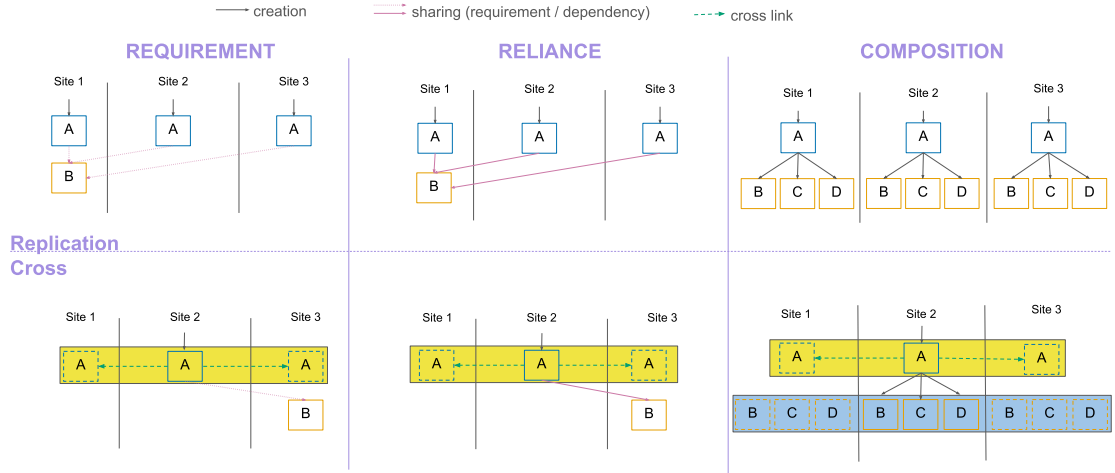 creation
sharing (requirement / dependency)
cross link
REQUIREMENT
RELIANCE
COMPOSITION
Site 1 Site 2 Site 3
A A A
B
Site 1 Site 2 Site 3
A A A
B
Site 1 Site 2 Site 3
A A A
B C D B C D B C D
Replication
Cross
Site 1 Site 2 Site 3
A A A
B
Site 1 Site 2 Site 3
A A A
B
Site 1 Site 2 Site 3
A A A
B C D B C D B C D